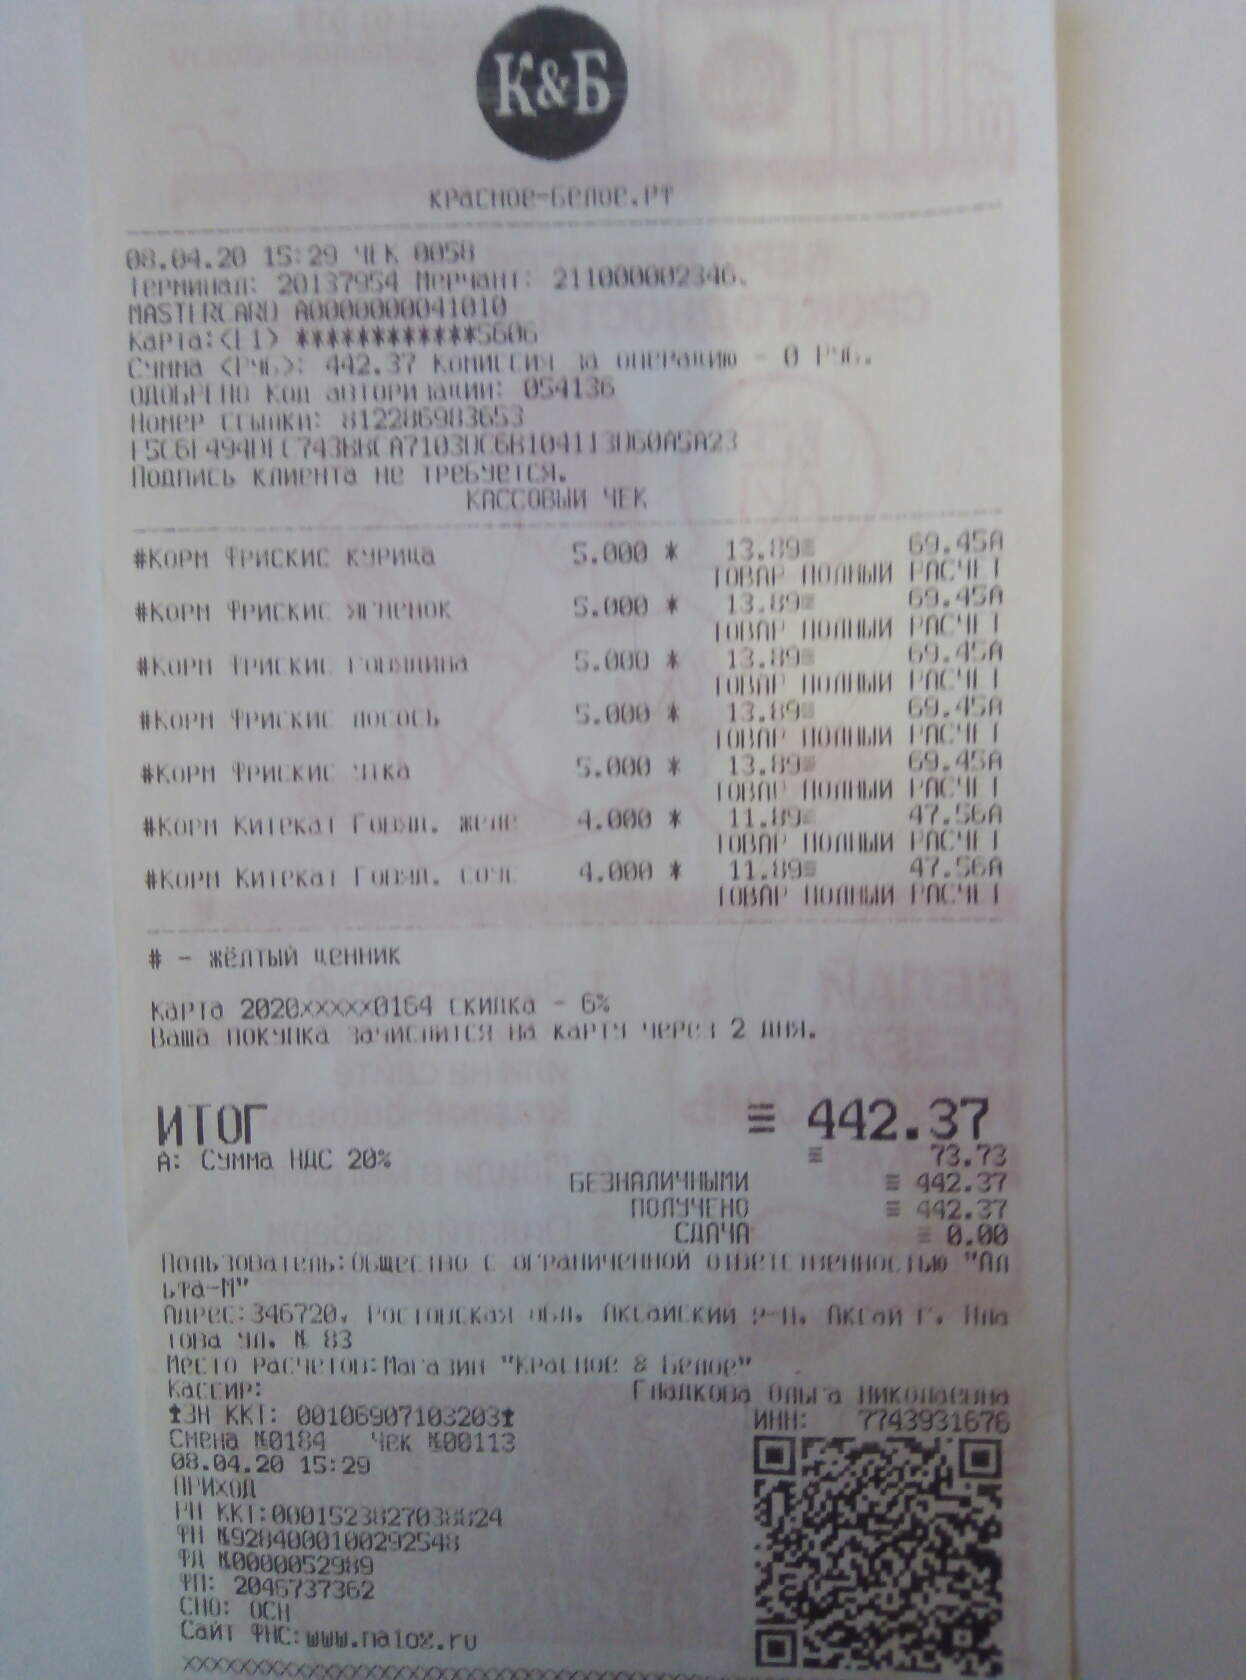 К&Б
КРАСНОЕ-БЕЛОЕ.РФ
08.04.20 15:29 ЧЕК 0058
Терминал: 20137954 Мерчант: 211000002346.
MASTERCARD A0000000041010
Карта:<E1> ************5606
Сумма <Руб>: 442.37 Комиссия за операцию - 0 Руб.
ОДОБРЕНО Код авторизации: 054136
Номер ссылки: 812286983653
Подпись клиента не требуется.
КАССОВЫЙ ЧЕК
#Корм Фрискис курица 5.000 * 13.89≡ 69.45А
ТОВАР ПОЛНЫЙ РАСЧЕТ
#Корм Фрискис ягненок 5.000 * 13.89≡ 69.45А
ТОВАР ПОЛНЫЙ РАСЧЕТ
#Корм Фрискис говядина 5.000 * 13.89≡ 69.45А
ТОВАР ПОЛНЫЙ РАСЧЕТ
#Корм Фрискис лосось 5.000 * 13.89≡ 69.45А
ТОВАР ПОЛНЫЙ РАСЧЕТ
#Корм Фрискис утка 5.000 * 13.89≡ 69.45А
ТОВАР ПОЛНЫЙ РАСЧЕТ
#Корм Китекат Говяд. желе 4.000 * 11.89≡ 47.56А
ТОВАР ПОЛНЫЙ РАСЧЕТ
#Корм Китекат Говяд. соус 4.000 * 11.89≡ 47.56А
ТОВАР ПОЛНЫЙ РАСЧЕТ
# - жёлтый ценник
Карта 2020xxxxx0164 скидка - 6%
Ваша покупка зачислится на карту через 2 дня.
ИТОГ ≡ 442.37
А: Сумма НДС 20% ≡ 73.73
БЕЗНАЛИЧНЫМИ ≡ 442.37
ПОЛУЧЕНО ≡ 442.37
СДАЧА ≡ 0.00
Пользователь:Общество с ограниченной ответственностью "Ал
ьта-М"
Адрес:346720, Ростовская обл, Аксайский р-н, Аксай г, Пла
това ул, № 83
Место расчетов:Магазин "Красное & Белое"
Кассир: Гладкова Ольга Николаевна
ЗН ККТ: 00106907103203 ИНН: 7743931676
Смена №0184 Чек №00113
08.04.20 15:29
ПРИХОД
РН ККТ:0001523827038824
ФН №9284000100292548
ФД №0000052989
ФП: 2046737362
СНО: ОСН
Сайт ФНС:www.nalog.ru